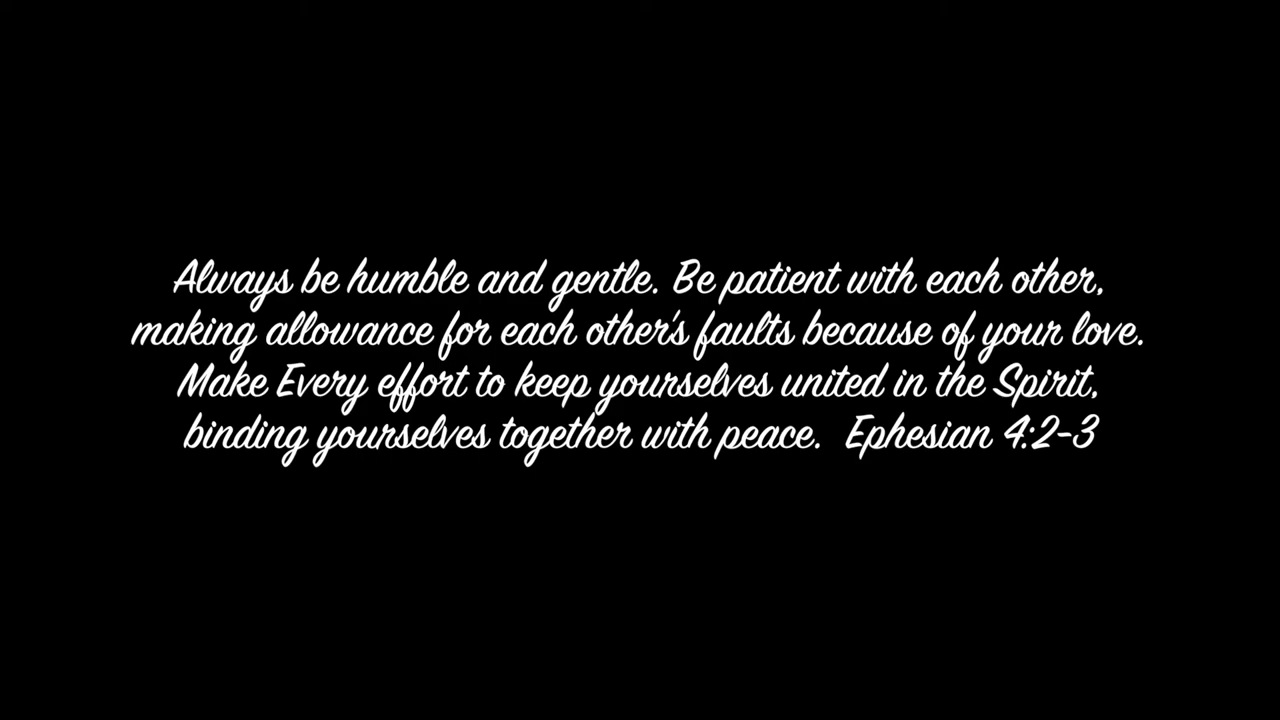 Always be humble and gentle. Be patient with each other,
making allowance for each other's faults because of your love.
Make Every effort to keep yourselves united in the Spirit,
binding yourselves together with peace.  Ephesian 4:2-3